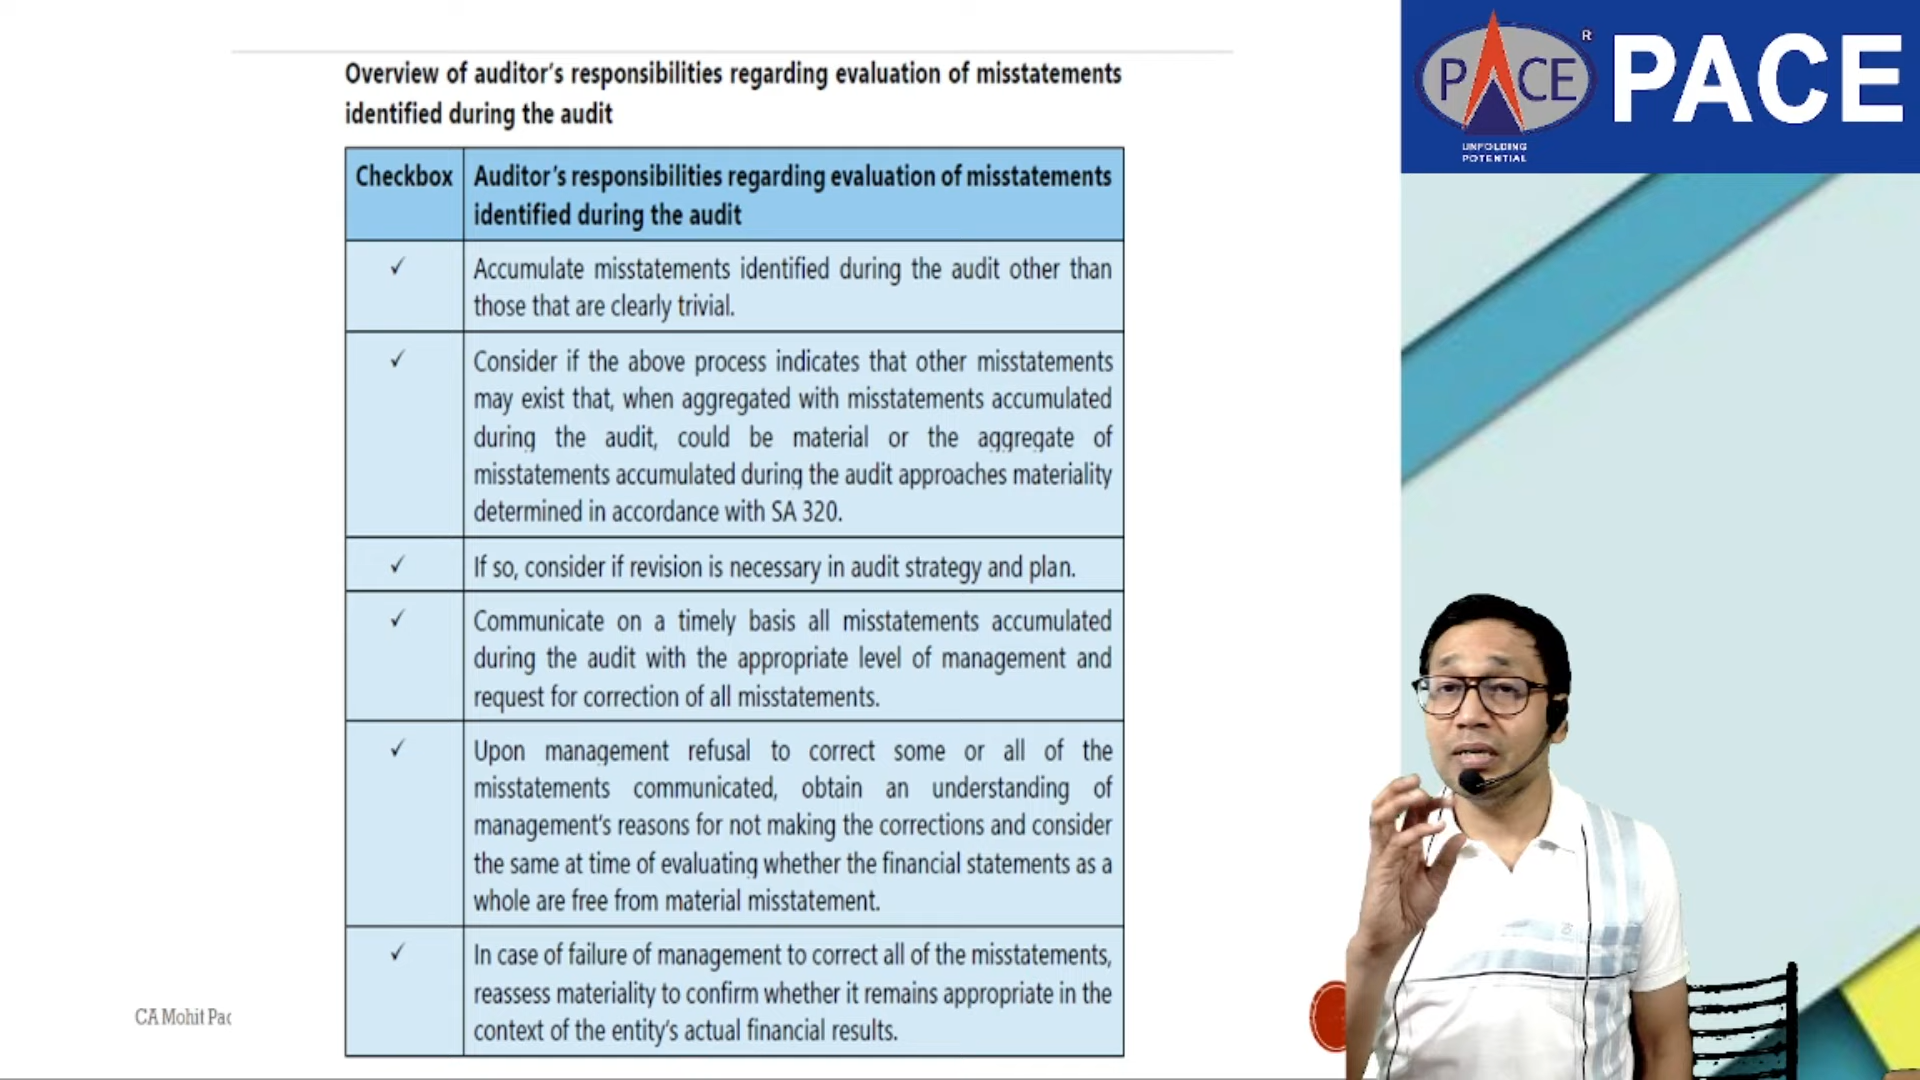 Overview of auditor's responsibilities regarding evaluation of misstatements
identified during the audit
Checkbox
Auditor's responsibilities regarding evaluation of misstatements
identified during the audit
✓
Accumulate misstatements identified during the audit other than
those that are clearly trivial.
✓
Consider if the above process indicates that other misstatements
may exist that, when aggregated with misstatements accumulated
during the audit, could be material or the aggregate of
misstatements accumulated during the audit approaches materiality
determined in accordance with SA 320.
✓
If so, consider if revision is necessary in audit strategy and plan.
✓
Communicate on a timely basis all misstatements accumulated
during the audit with the appropriate level of management and
request for correction of all misstatements.
✓
Upon management refusal to correct some or all of the
misstatements communicated, obtain an understanding of
management's reasons for not making the corrections and consider
the same at time of evaluating whether the financial statements as a
whole are free from material misstatement.
✓
In case of failure of management to correct all of the misstatements,
reassess materiality to confirm whether it remains appropriate in the
context of the entity's actual financial results.
CA Mohit Pac
PACE
®
UNFOLDING
POTENTIAL
PACE